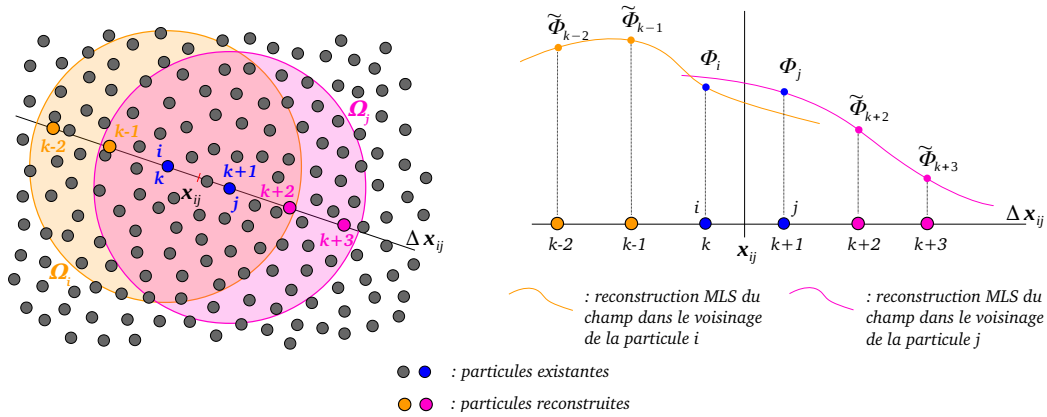 Ω_j
k-2
k-1
i
k
k+1
j
x_ij
k+2
k+3
Δ x_ij
Ω_i
Φ̃_k−2
Φ̃_k−1
Φ_i
Φ_j
Φ̃_k+2
Φ̃_k+3
i
j
Δ x_ij
k-2
k-1
k
x_ij
k+1
k+2
k+3
: reconstruction MLS du
champ dans le voisinage
de la particule i
: reconstruction MLS du
champ dans le voisinage
de la particule j
: particules existantes
: particules reconstruites